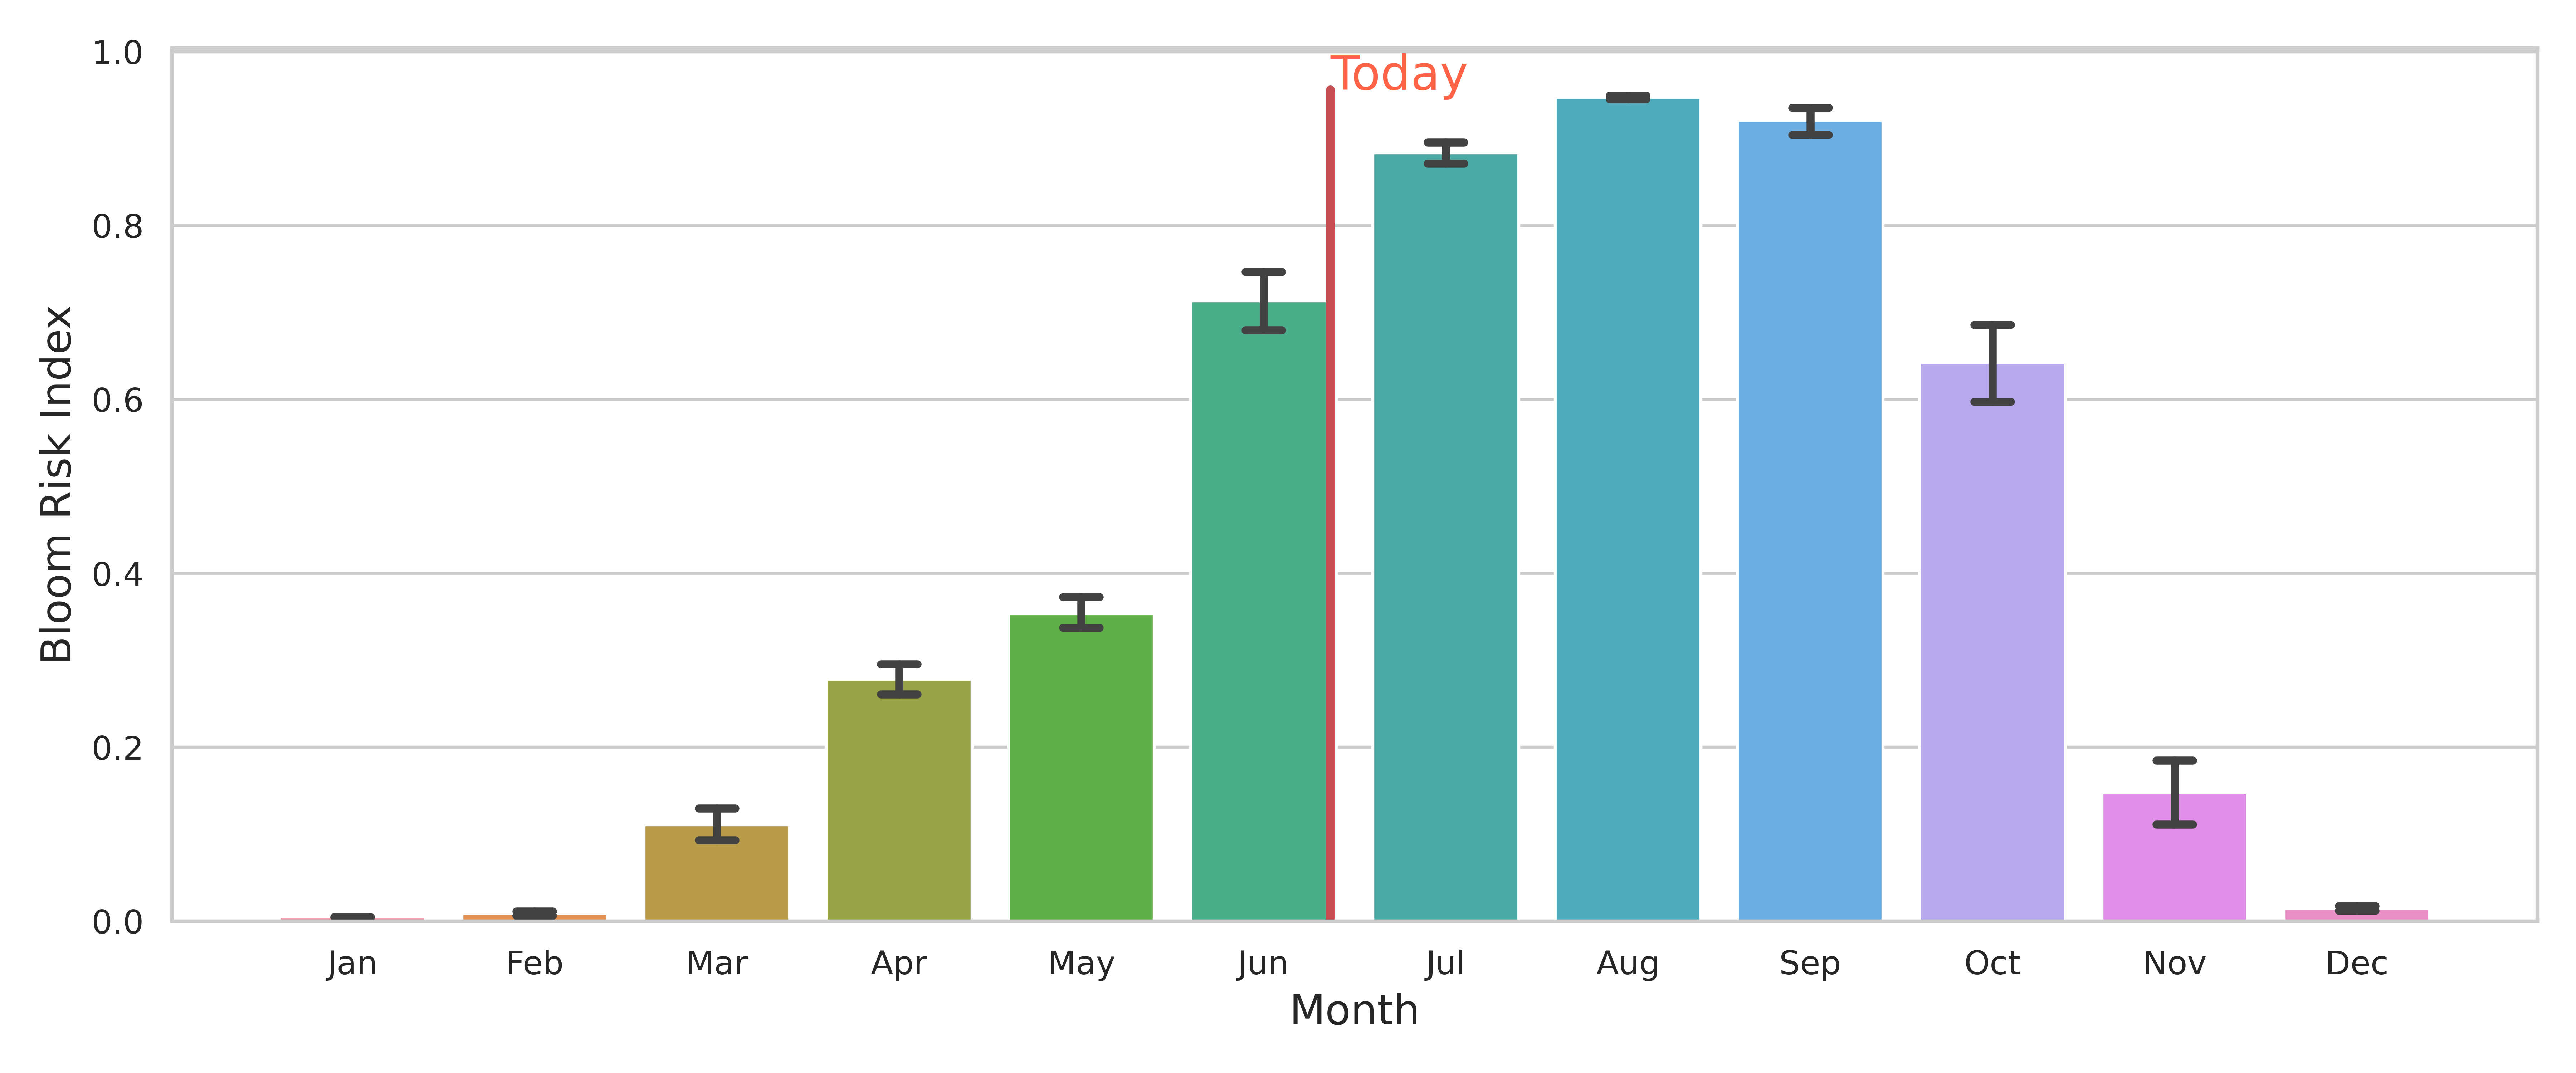 Today
Bloom Risk Index
1.0
0.8
0.6
0.4
0.2
0.0
Jan Feb Mar Apr May Jun Jul Aug Sep Oct Nov Dec
Month